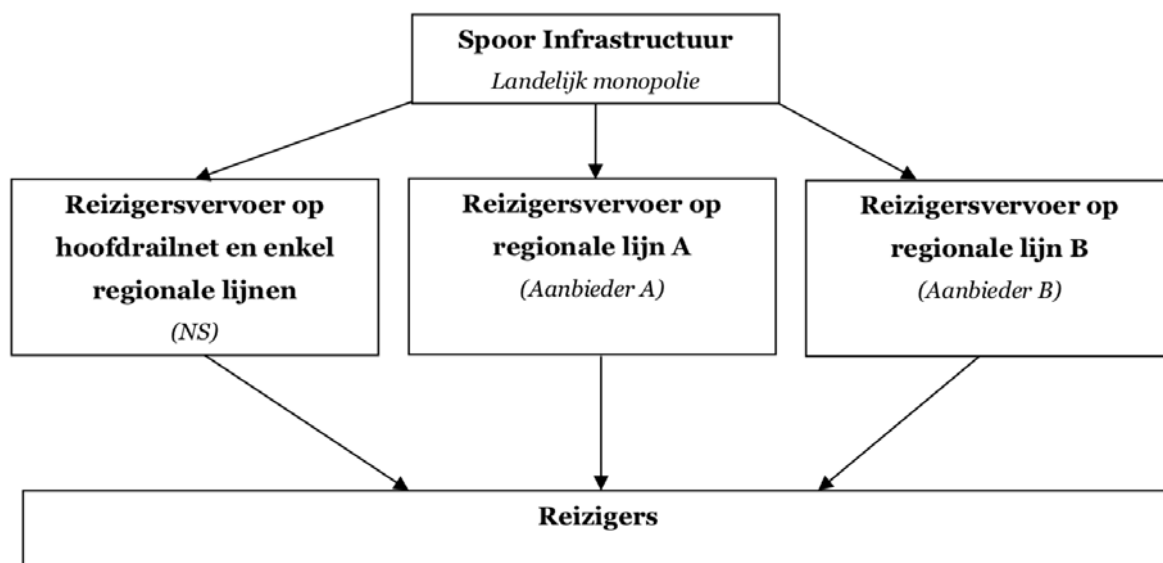 Spoor Infrastructuur
Landelijk monopolie
Reizigersvervoer op
hoofdrailnet en enkel
regionale lijnen
(NS)
Reizigersvervoer op
regionale lijn A
(Aanbieder A)
Reizigersvervoer op
regionale lijn B
(Aanbieder B)
Reizigers